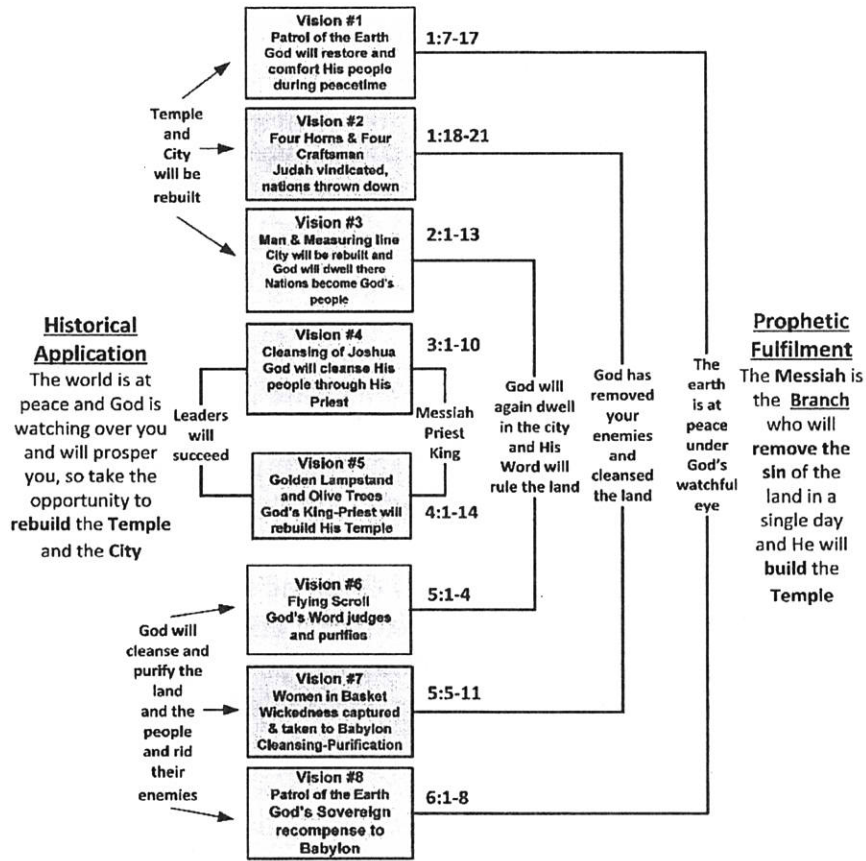 Vision #1
Patrol of the Earth
God will restore and
comfort His people
during peacetime
1:7-17
Temple
and
City
will be
rebuilt
Vision #2
Four Horns & Four
Craftsman
Judah vindicated,
nations thrown down
1:18-21
Vision #3
Man & Measuring line
City will be rebuilt and
God will dwell there
Nations become God's
people
2:1-13
Historical
Application
The world is at
peace and God is
watching over you
and will prosper
you, so take the
opportunity to
rebuild the Temple
and the City
Vision #4
Cleansing of Joshua
God will cleanse His
people through His
Priest
3:1-10
Leaders
will
succeed
Messiah
Priest
King
Vision #5
Golden Lampstand
and Olive Trees
God's King-Priest will
rebuild His Temple
4:1-14
God will
again dwell
in the city
and His
Word will
rule the land
God has
removed
your
enemies
and
cleansed
the land
The
earth
is at
peace
under
God's
watchful
eye
Prophetic
Fulfilment
The Messiah is
the Branch
who will
remove the
sin of the
land in a
single day
and He will
build the
Temple
Vision #6
Flying Scroll
God's Word judges
and purifies
5:1-4
God will
cleanse and
purify the
land
and the
people
and rid
their
enemies
Vision #7
Women in Basket
Wickedness captured
& taken to Babylon
Cleansing-Purification
5:5-11
Vision #8
Patrol of the Earth
God's Sovereign
recompense to
Babylon
6:1-8